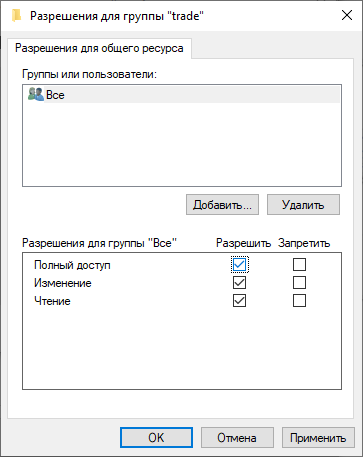 Разрешения для группы "trade"
Разрешения для общего ресурса
Группы или пользователи:
Все
Добавить... Удалить
Разрешения для группы "Все" Разрешить Запретить
Полный доступ
Изменение
Чтение
OK Отмена Применить